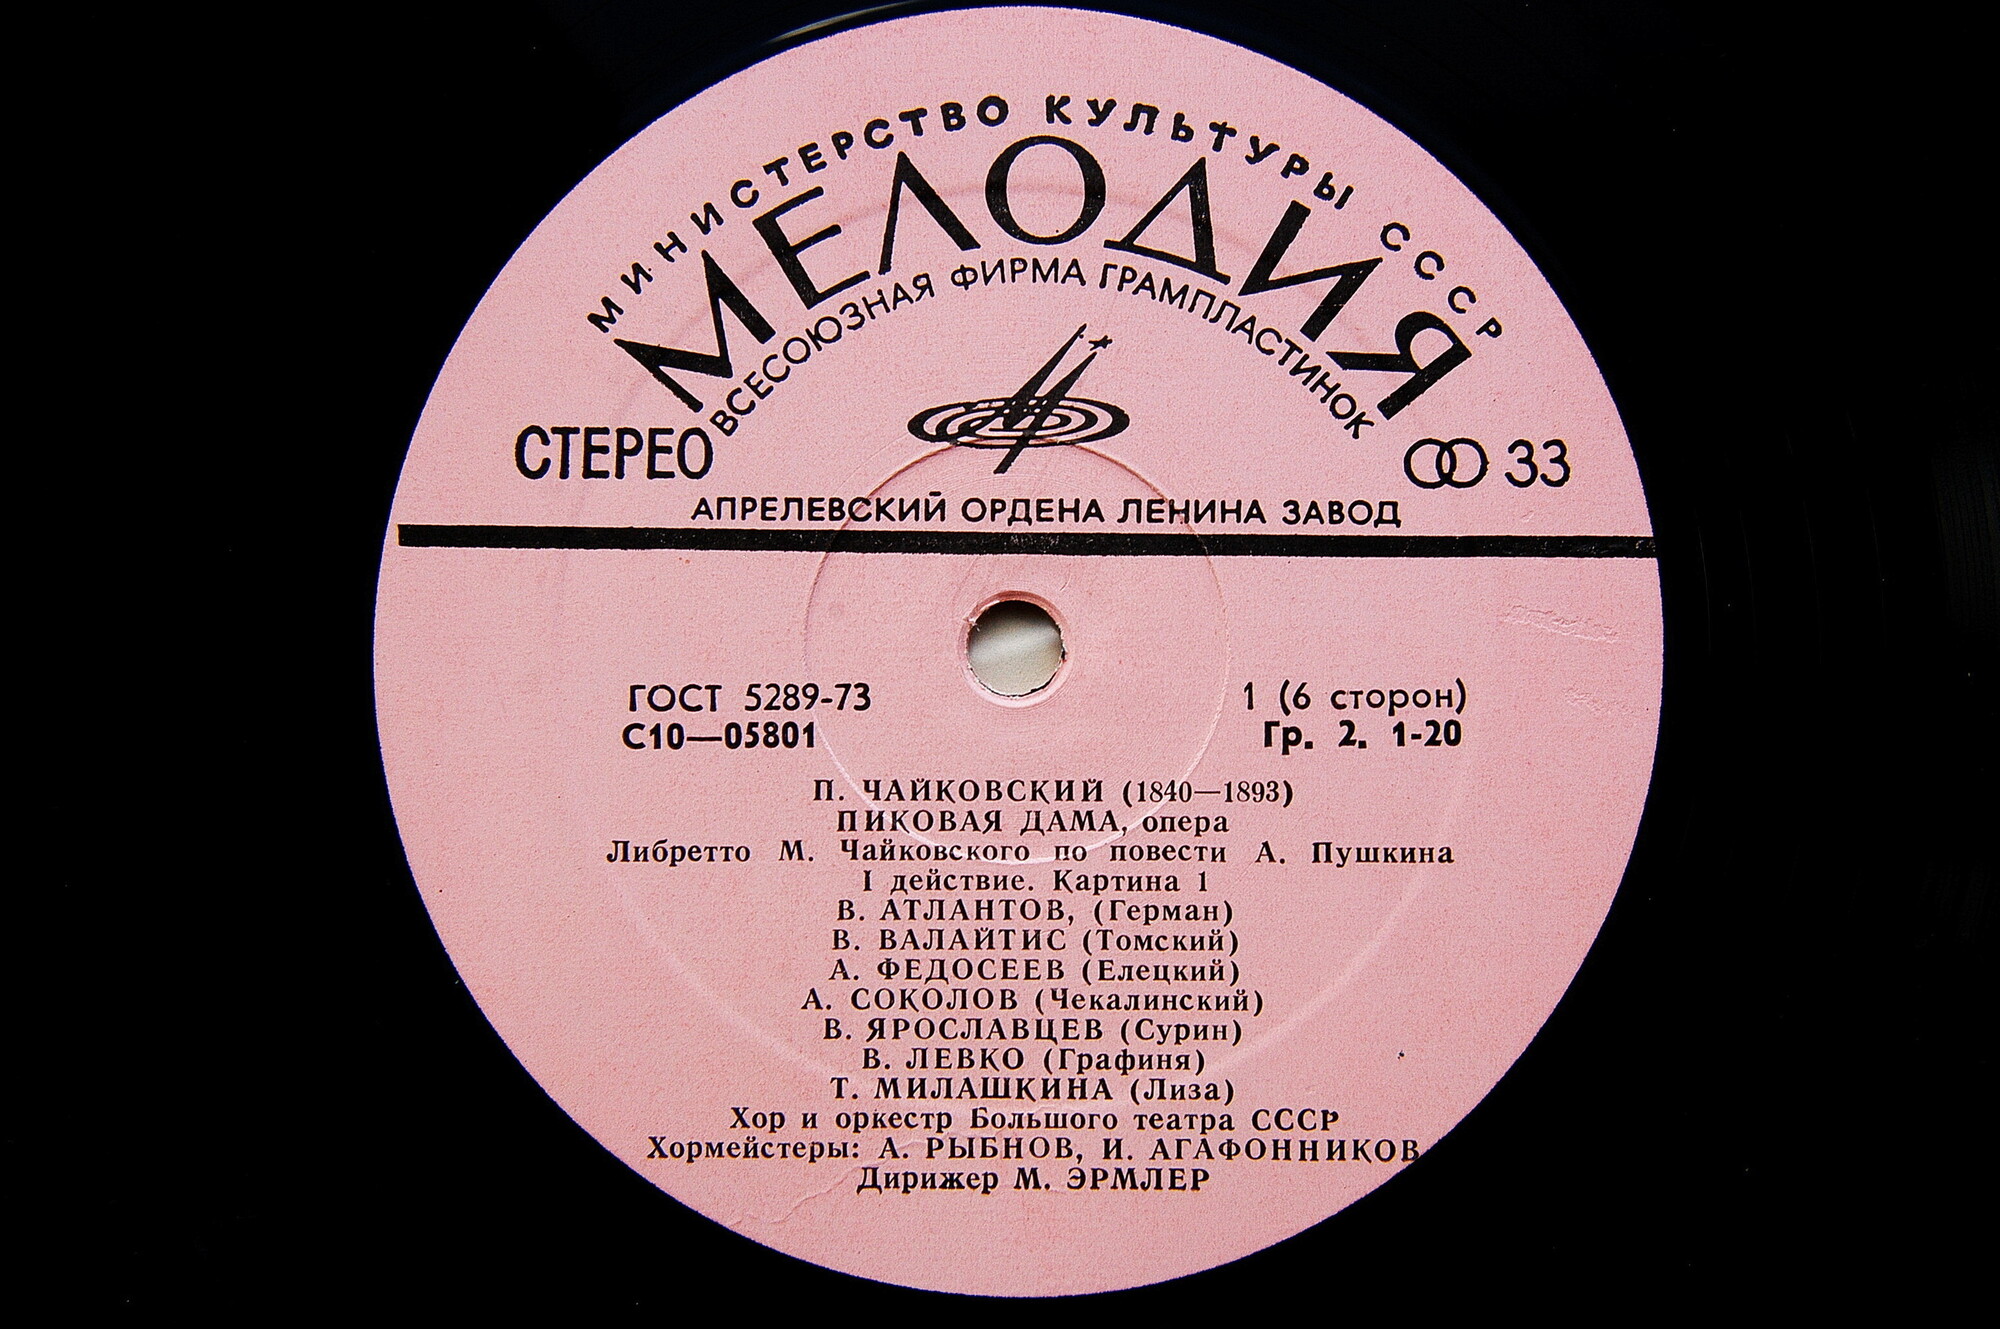 МИНИСТЕРСТВО КУЛЬТУРЫ СССР
МЕЛОДИЯ
ВСЕСОЮЗНАЯ ФИРМА ГРАМПЛАСТИНОК
СТЕРЕО
33
АПРЕЛЕВСКИЙ ОРДЕНА ЛЕНИНА ЗАВОД
ГОСТ 5289-73
С10—05801
1 (6 сторон)
Гр. 2. 1-20
П. ЧАЙКОВСКИЙ (1840—1893)
ПИКОВАЯ ДАМА, опера
Либретто М. Чайковского по повести А. Пушкина
I действие. Картина 1
В. АТЛАНТОВ, (Герман)
В. ВАЛАЙТИС (Томский)
А. ФЕДОСЕЕВ (Елецкий)
А. СОКОЛОВ (Чекалинский)
В. ЯРОСЛАВЦЕВ (Сурин)
В. ЛЕВКО (Графиня)
Т. МИЛАШКИНА (Лиза)
Хор и оркестр Большого театра СССР
Хормейстеры: А. РЫБНОВ, И. АГАФОННИКОВ
Дирижер М. ЭРМЛЕР